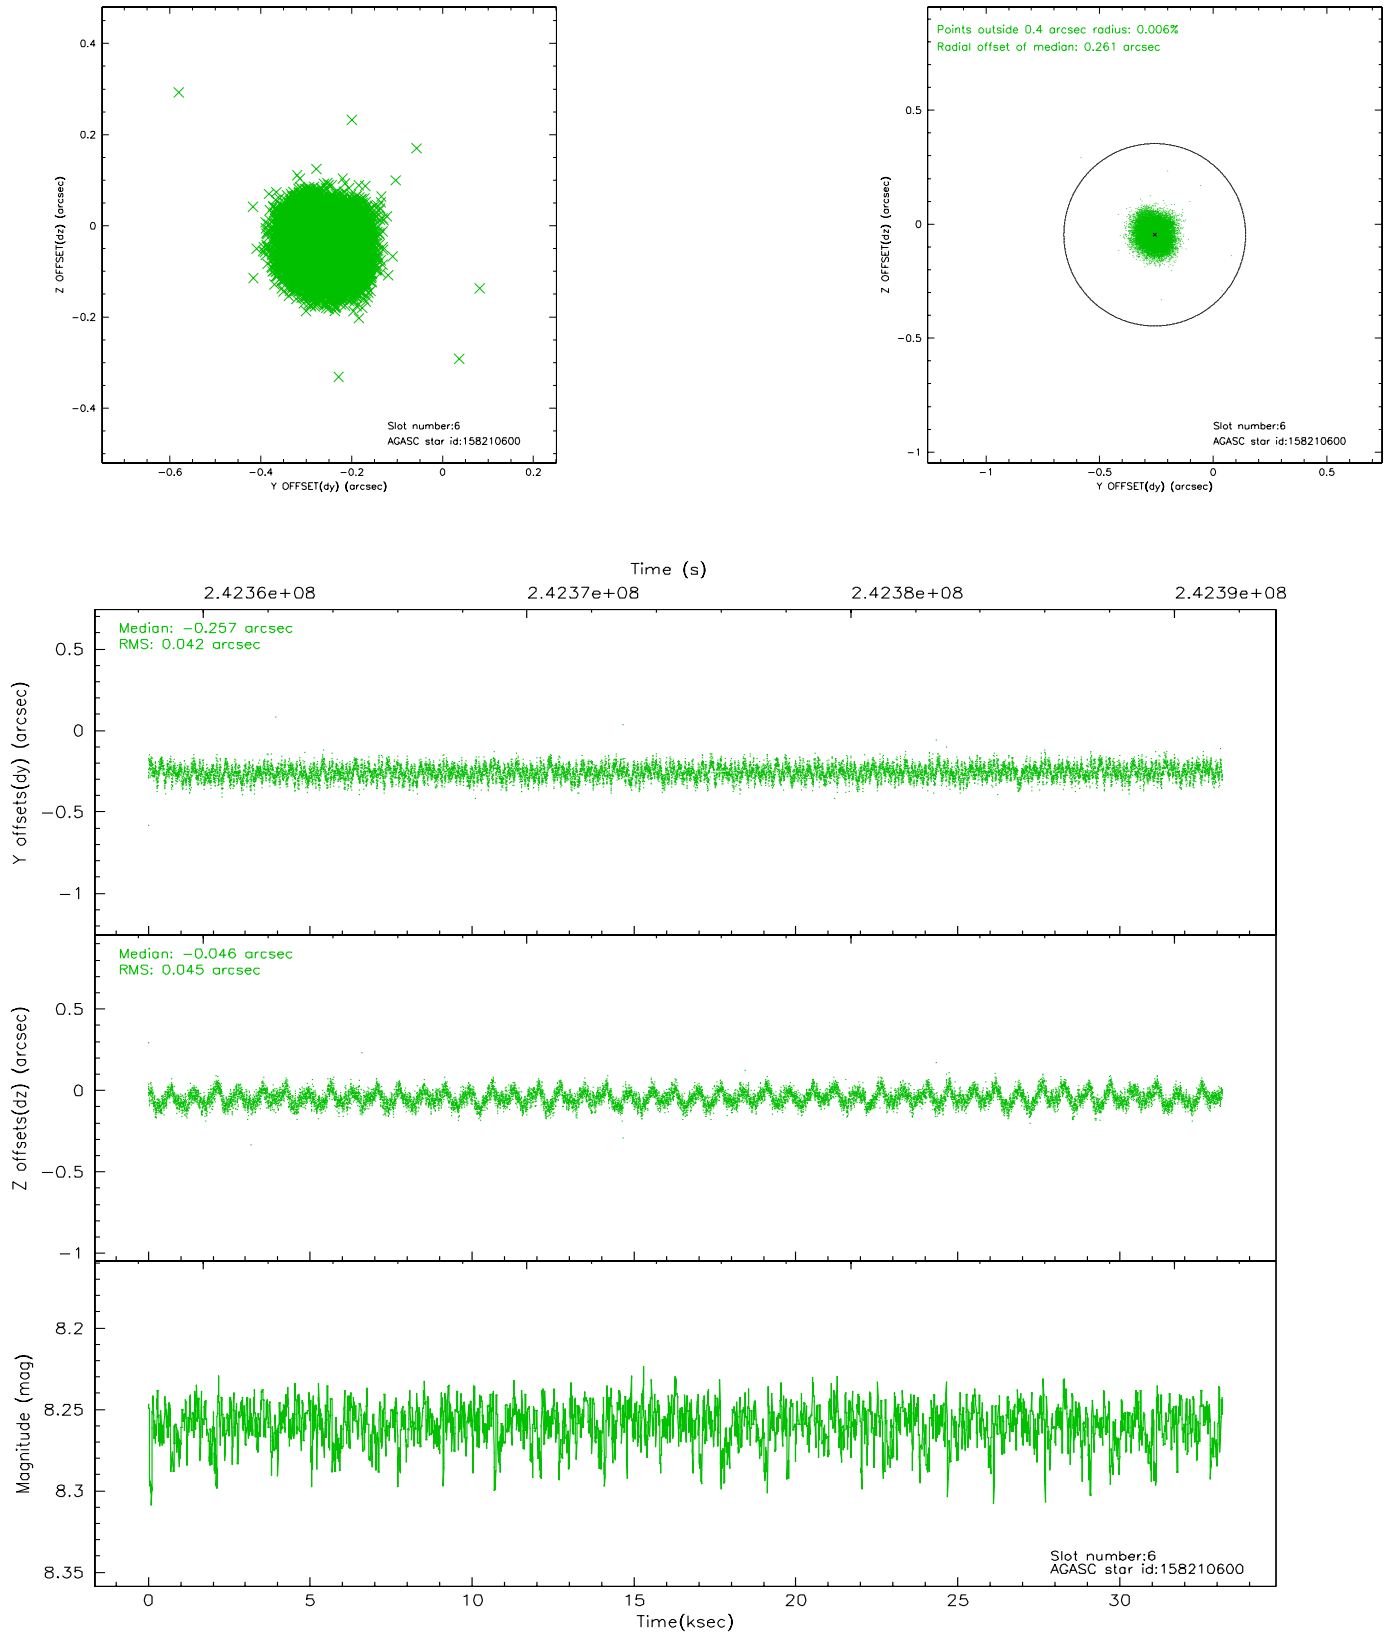 0.4
0.2
0
−0.2
−0.4
Z OFFSET(dz) (arcsec)
Slot number:6
AGASC star id:158210600
−0.6 −0.4 −0.2 0 0.2
Y OFFSET(dy) (arcsec)
Points outside 0.4 arcsec radius: 0.006%
Radial offset of median: 0.261 arcsec
0.5
0
−0.5
−1
Z OFFSET(dz) (arcsec)
Slot number:6
AGASC star id:158210600
−1 −0.5 0 0.5
Y OFFSET(dy) (arcsec)
Time (s)
2.4236e+08 2.4237e+08 2.4238e+08 2.4239e+08
Median: −0.257 arcsec
RMS: 0.042 arcsec
0.5
0
−0.5
−1
Y offsets(dy) (arcsec)
Median: −0.046 arcsec
RMS: 0.045 arcsec
0.5
0
−0.5
−1
Z offsets(dz) (arcsec)
8.2
8.25
8.3
8.35
Magnitude (mag)
Slot number:6
AGASC star id:158210600
0 5 10 15 20 25 30
Time(ksec)